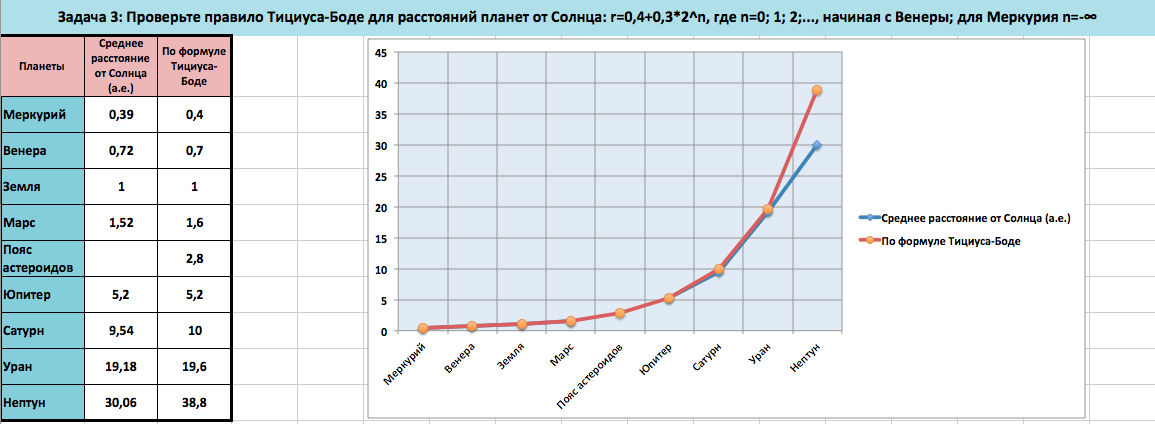 Задача 3: Проверьте правило Тициуса-Боде для расстояний планет от Солнца: r=0,4+0,3*2^n, где n=0; 1; 2;..., начиная с Венеры; для Меркурия n=-∞
Планеты
Среднее
расстояние
от Солнца
(а.е.)
По формуле
Тициуса-
Боде
Меркурий 0,39 0,4
Венера 0,72 0,7
Земля 1 1
Марс 1,52 1,6
Пояс
астероидов 2,8
Юпитер 5,2 5,2
Сатурн 9,54 10
Уран 19,18 19,6
Нептун 30,06 38,8
45
40
35
30
25
20
15
10
5
0
Меркурий
Венера
Земля
Марс
Пояс астероидов
Юпитер
Сатурн
Уран
Нептун
Среднее расстояние от Солнца (а.е.)
По формуле Тициуса-Боде